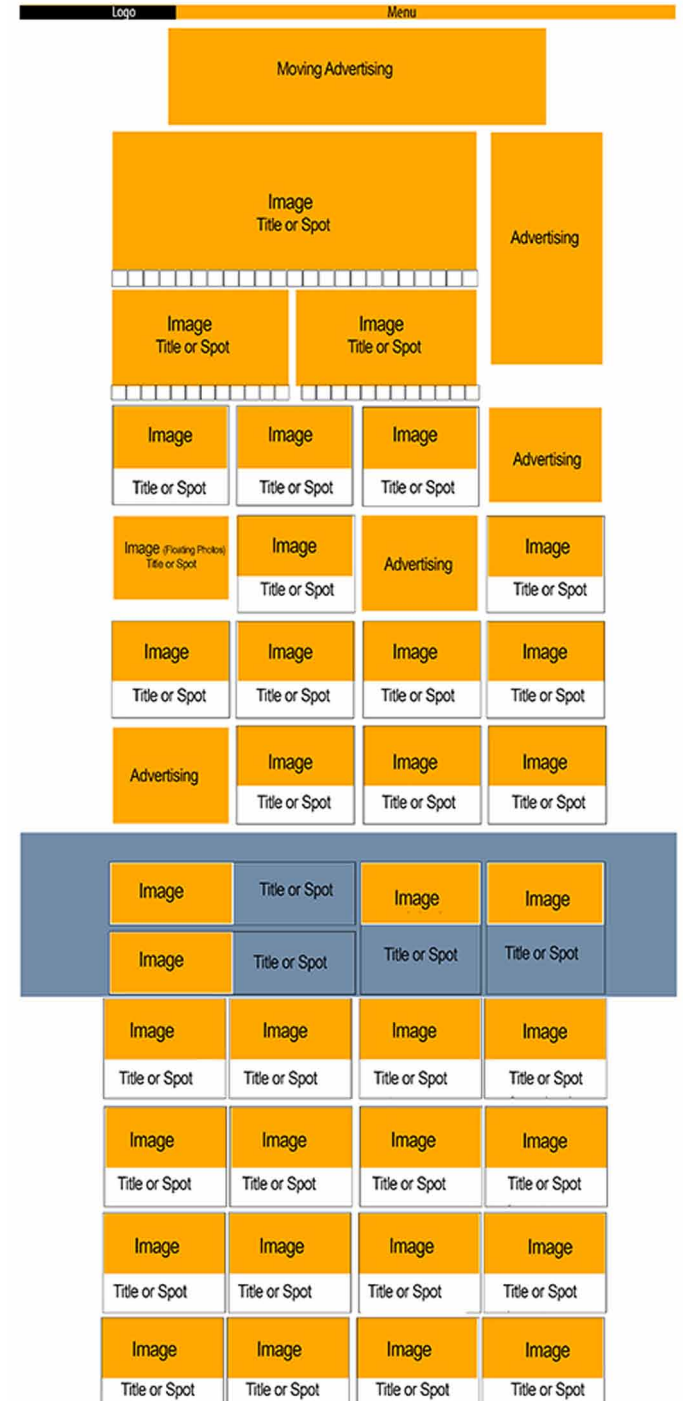 Logo Menu
Moving Advertising
Image
Title or Spot
Advertising
Image Image
Title or Spot Title or Spot
Image Image Image
Advertising
Title or Spot Title or Spot Title or Spot
Image (Floating Photos)
Title or Spot
Image Advertising Image
Title or Spot Title or Spot
Image Image Image Image
Title or Spot Title or Spot Title or Spot Title or Spot
Advertising
Image Image Image
Title or Spot Title or Spot Title or Spot
Image Title or Spot Image Image
Image Title or Spot Title or Spot Title or Spot
Image Image Image Image
Title or Spot Title or Spot Title or Spot Title or Spot
Image Image Image Image
Title or Spot Title or Spot Title or Spot Title or Spot
Image Image Image Image
Title or Spot Title or Spot Title or Spot Title or Spot
Image Image Image Image
Title or Spot Title or Spot Title or Spot Title or Spot